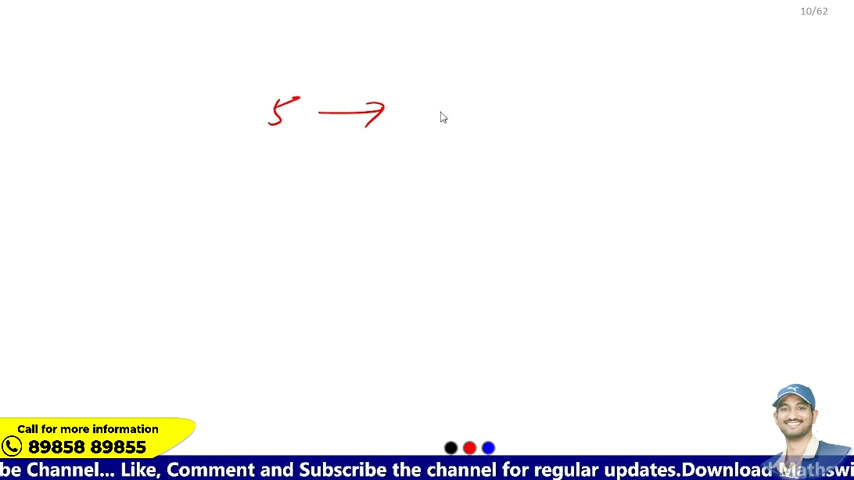 10/62
5 →
Call for more information
89858 89855
be Channel... Like, Comment and Subscribe the channel for regular updates.Download Mathswi